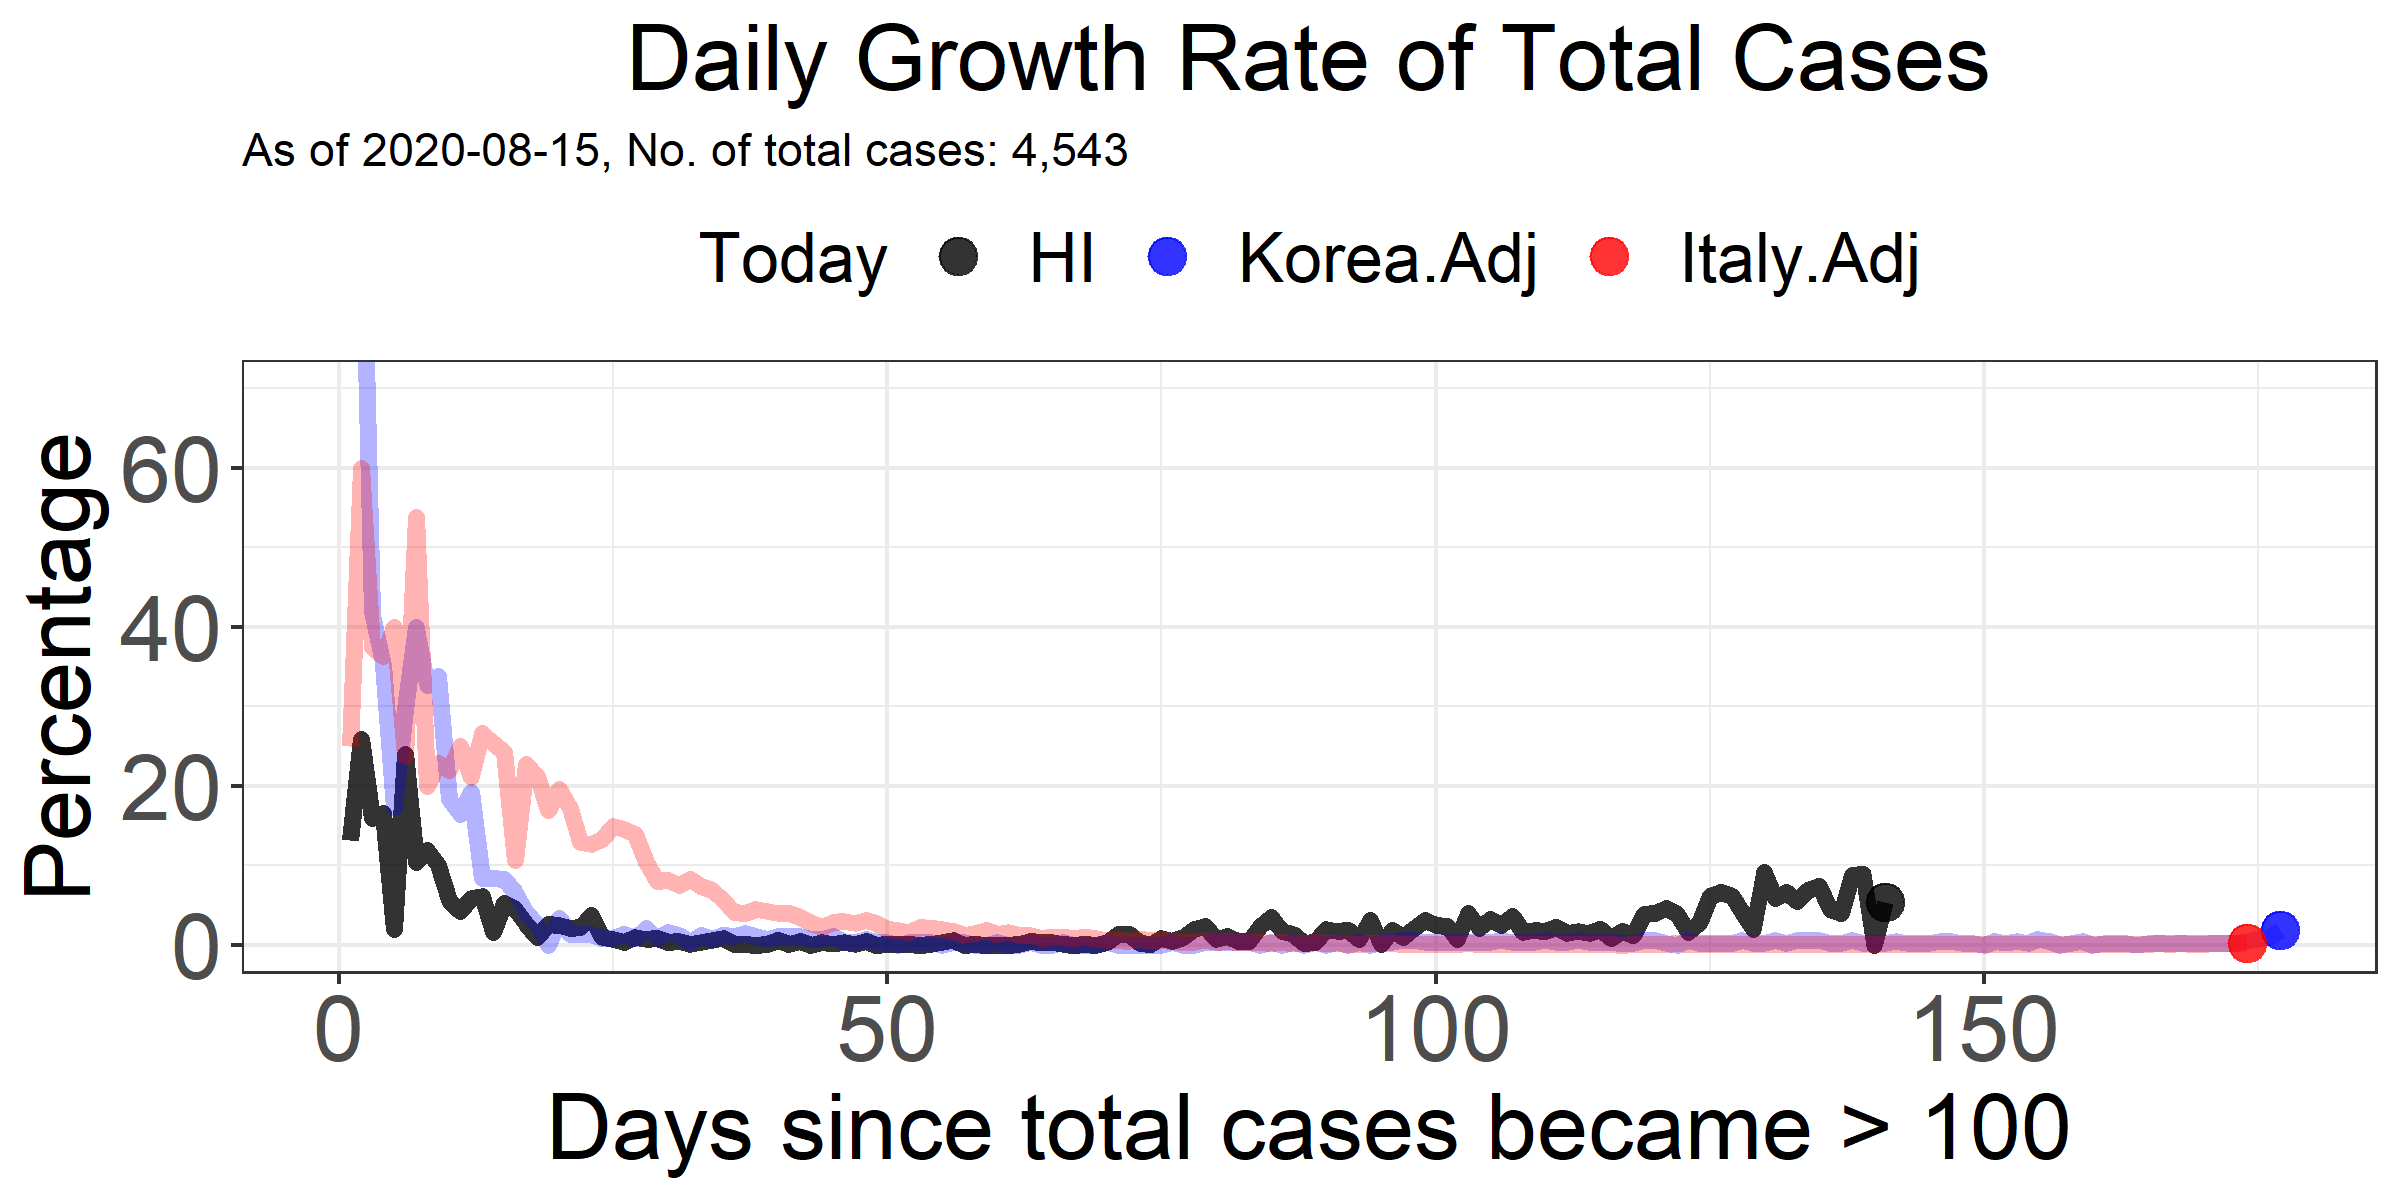 Daily Growth Rate of Total Cases
As of 2020-08-15, No. of total cases: 4,543
Today HI Korea.Adj Italy.Adj
Percentage
60
40
20
0
0 50 100 150
Days since total cases became > 100